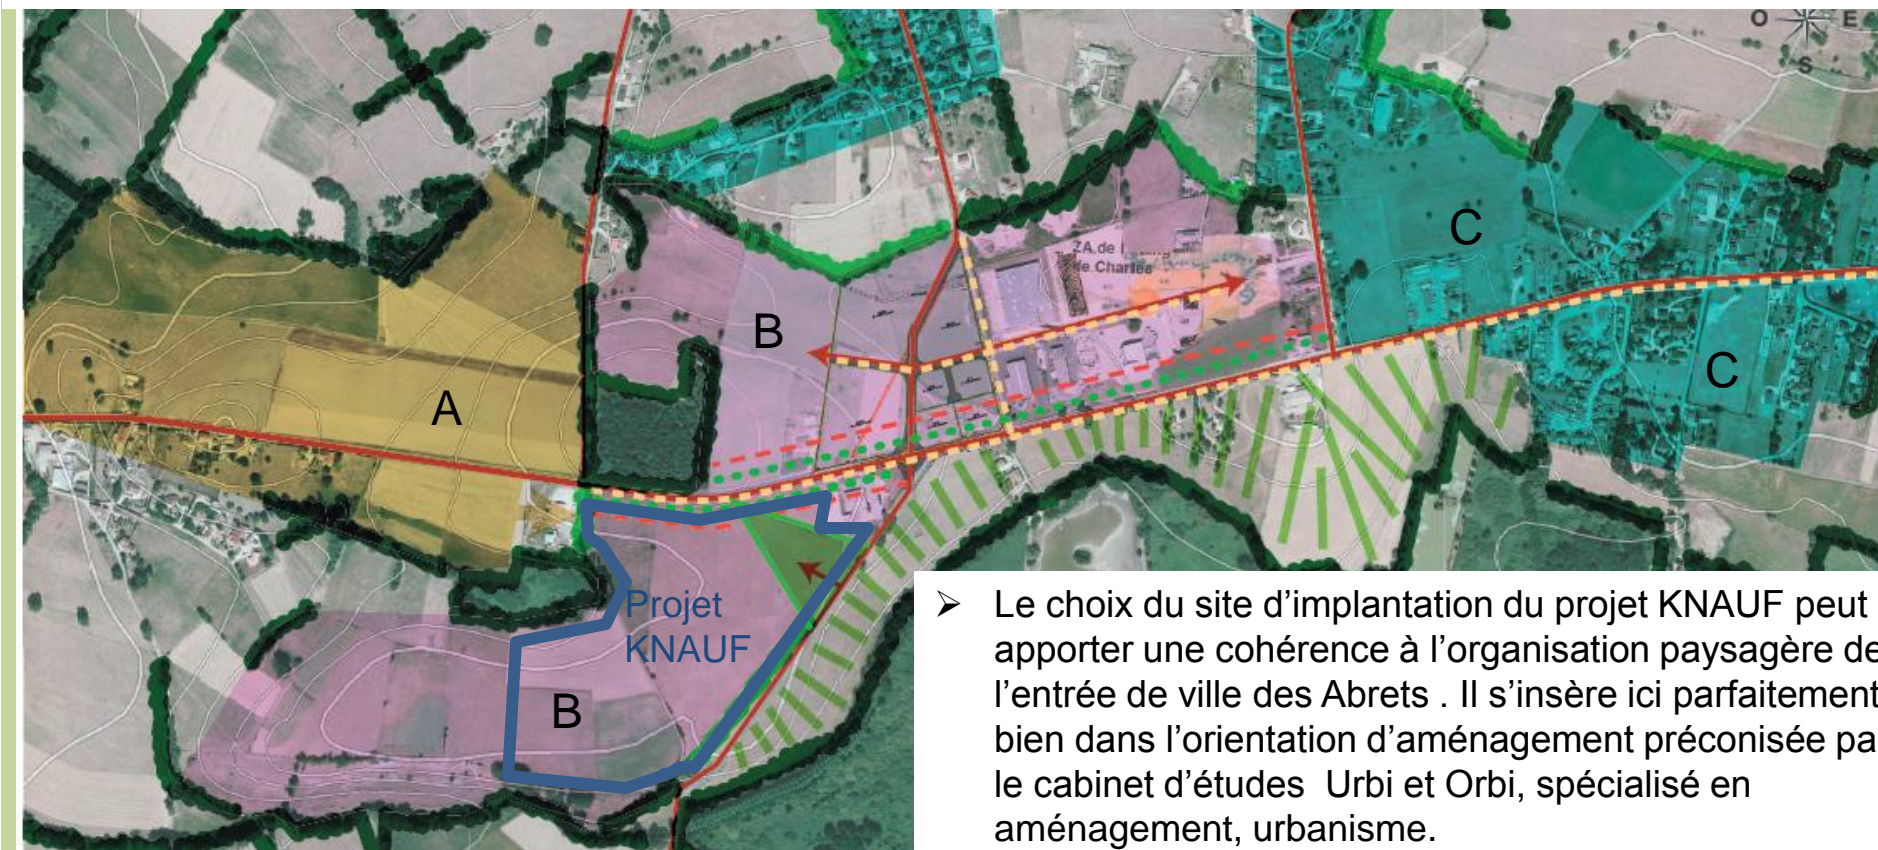 O E
S
C
ZA de l
de Charles
B
C
A
Projet
KNAUF
B
➢ Le choix du site d’implantation du projet KNAUF peut
apporter une cohérence à l’organisation paysagère de
l’entrée de ville des Abrets . Il s’insère ici parfaitement
bien dans l’orientation d’aménagement préconisée pa
le cabinet d’études Urbi et Orbi, spécialisé en
aménagement, urbanisme.